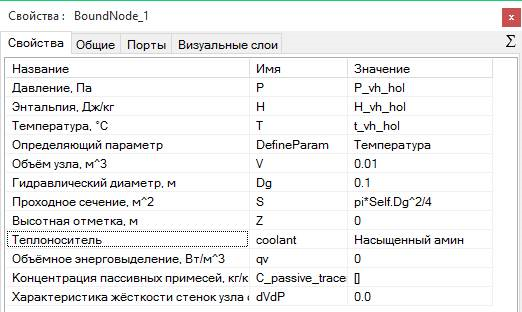 Свойства : BoundNode_1
x
Свойства Общие Порты Визуальные слои Σ
Название Имя Значение
Давление, Па P P_vh_hol
Энтальпия, Дж/кг H H_vh_hol
Температура, °C T t_vh_hol
Определяющий параметр DefineParam Температура
Объём узла, м^3 V 0.01
Гидравлический диаметр, м Dg 0.1
Проходное сечение, м^2 S pi*Self.Dg^2/4
Высотная отметка, м Z 0
Теплоноситель coolant Насыщенный амин
Объёмное энерговыделение, Вт/м^3 qv 0
Концентрация пассивных примесей, кг/к C_passive_trace []
Характеристика жёсткости стенок узла dVdP 0.0